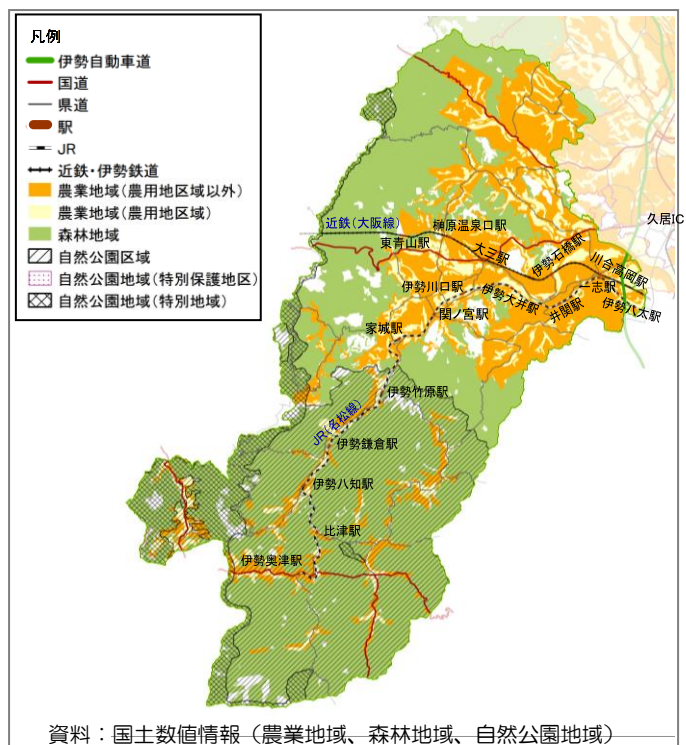 凡例
伊勢自動車道
国道
県道
駅
JR
近鉄・伊勢鉄道
農業地域(農用地区域以外)
農業地域(農用地区域)
森林地域
自然公園区域
自然公園地域(特別保護地区)
自然公園地域(特別地域)
久居IC
近鉄(大阪線)
榊原温泉口駅
東青山駅
大三駅
伊勢石橋駅
川合高岡駅
伊勢川口駅
伊勢大井駅
一志駅
関ノ宮駅
井関駅
伊勢八太駅
家城駅
伊勢竹原駅
JR(名松線)
伊勢鎌倉駅
伊勢八知駅
比津駅
伊勢奥津駅
資料:国土数値情報(農業地域、森林地域、自然公園地域)